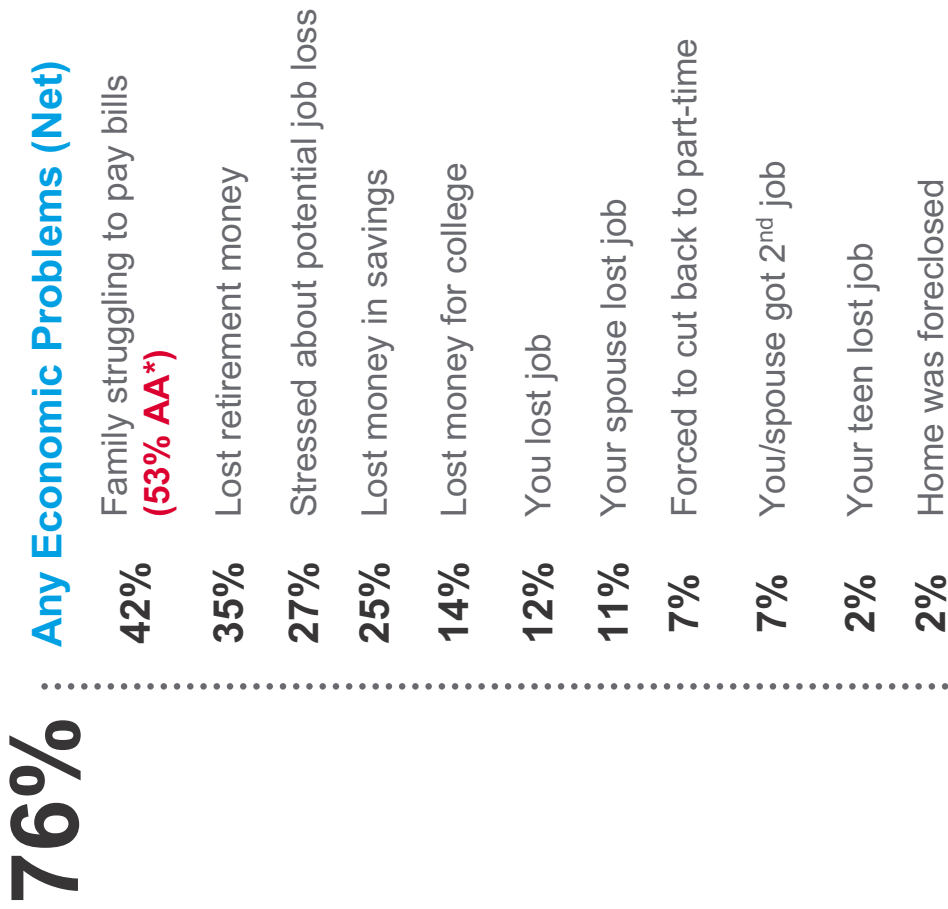 76%
Any Economic Problems (Net)
42% Family struggling to pay bills
(53% AA*)
35% Lost retirement money
27% Stressed about potential job loss
25% Lost money in savings
14% Lost money for college
12% You lost job
11% Your spouse lost job
7% Forced to cut back to part-time
7% You/spouse got 2nd job
2% Your teen lost job
2% Home was foreclosed